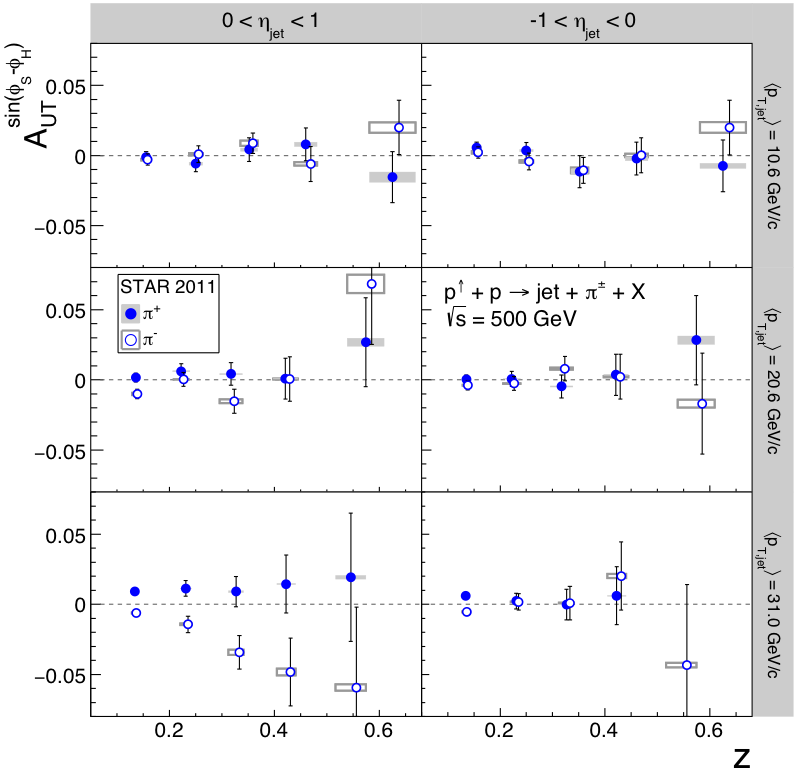 0 < η_jet < 1
-1 < η_jet < 0
A_UT^sin(φ_S -φ_H)
0.05
0
−0.05
⟨p_T,jet⟩ = 10.6 GeV/c
STAR 2011
π⁺
π⁻
p↑ + p → jet + π± + X
√s = 500 GeV
0.05
0
−0.05
⟨p_T,jet⟩ = 20.6 GeV/c
0.05
0
−0.05
⟨p_T,jet⟩ = 31.0 GeV/c
0.2 0.4 0.6 0.2 0.4 0.6
z